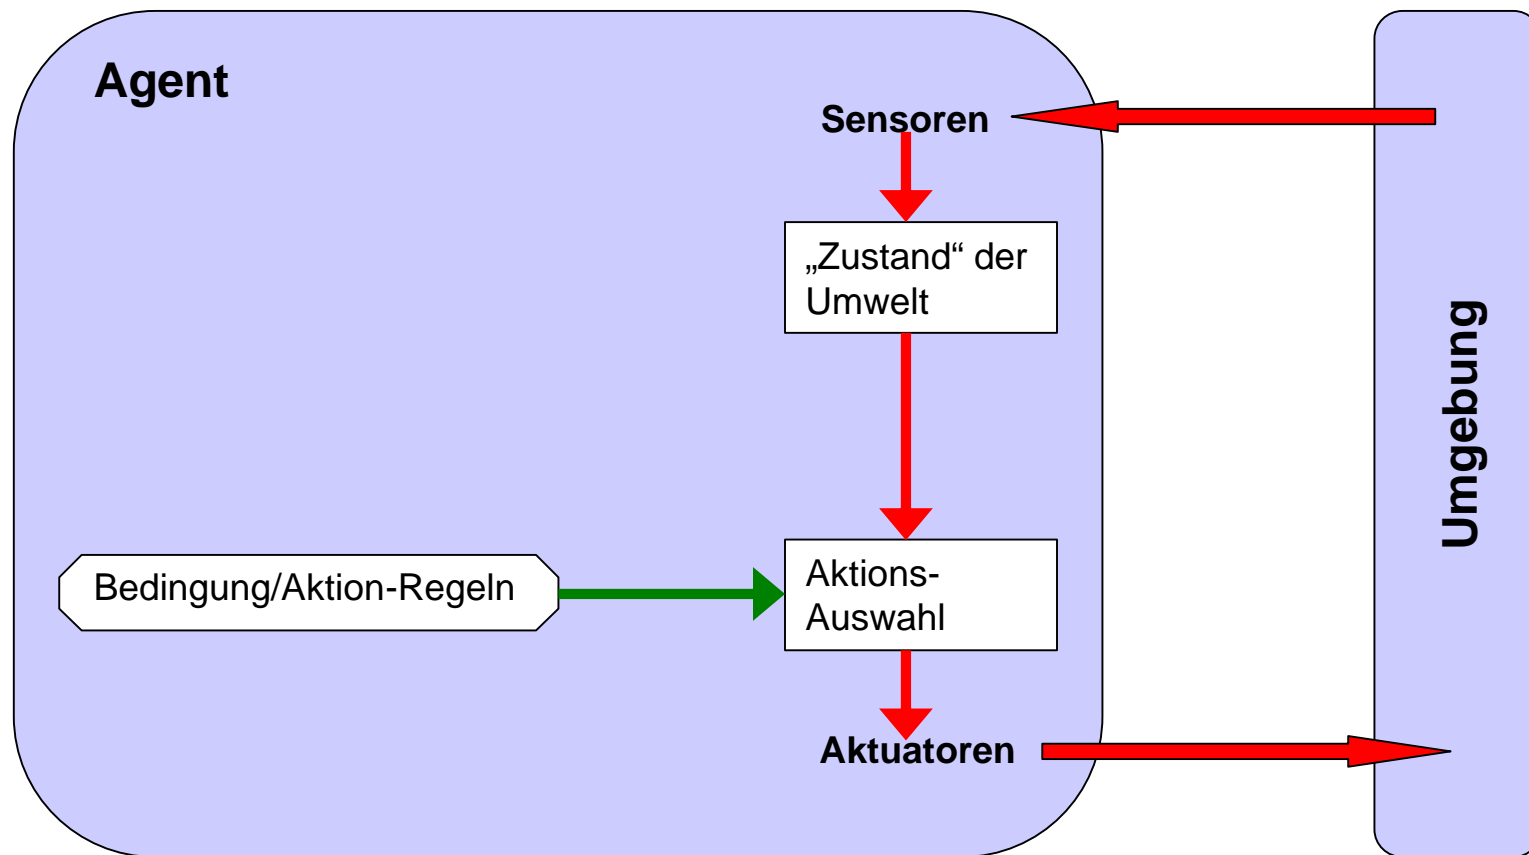 Agent
Sensoren
„Zustand“ der
Umwelt
Umgebung
Bedingung/Aktion-Regeln
Aktions-
Auswahl
Aktuatoren